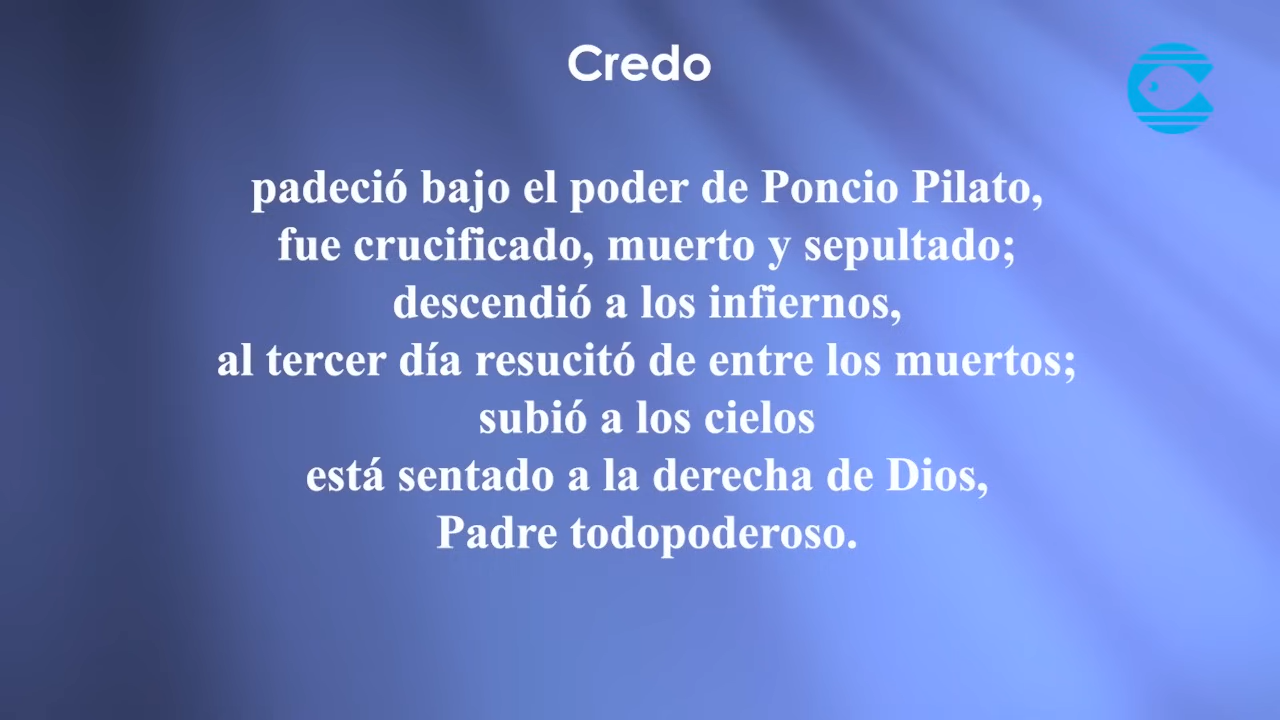 Credo
padeció bajo el poder de Poncio Pilato,
fue crucificado, muerto y sepultado;
descendió a los infiernos,
al tercer día resucitó de entre los muertos;
subió a los cielos
está sentado a la derecha de Dios,
Padre todopoderoso.